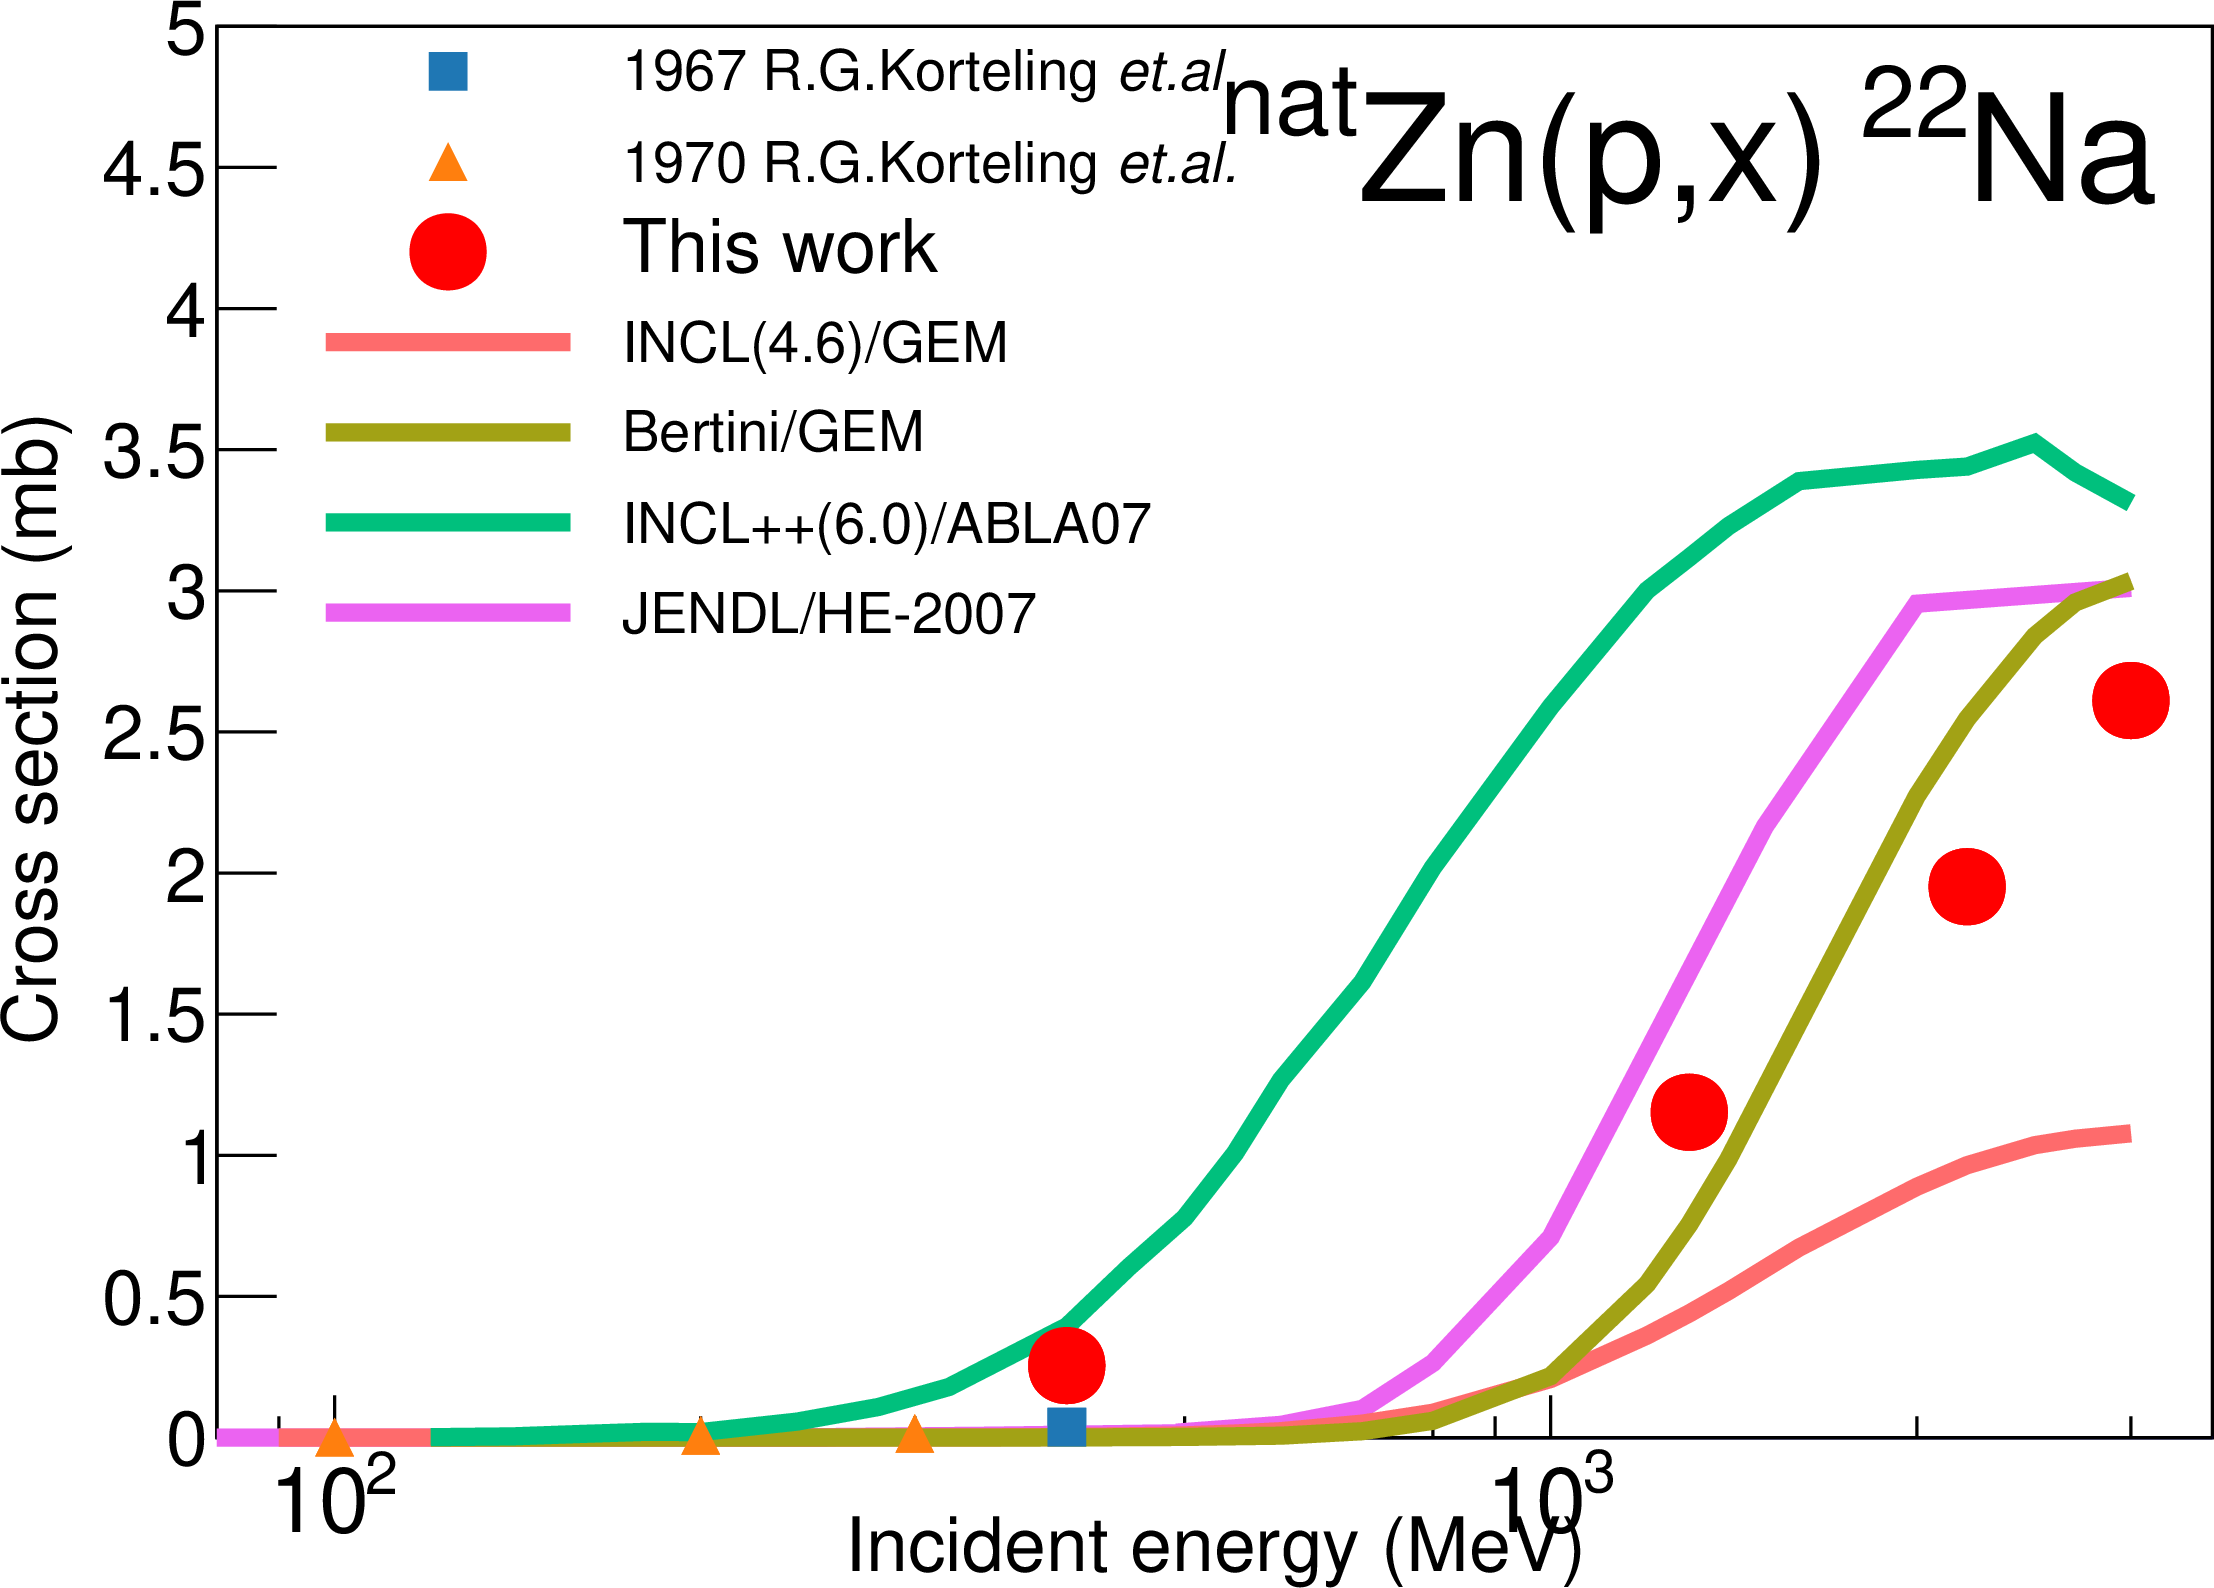 5
4.5
4
3.5
3
2.5
2
1.5
1
0.5
0
Cross section (mb)
1967 R.G.Korteling et.al
1970 R.G.Korteling et.al.
This work
INCL(4.6)/GEM
Bertini/GEM
INCL++(6.0)/ABLA07
JENDL/HE-2007
natZn(p,x) 22Na
10²
10³
Incident energy (MeV)